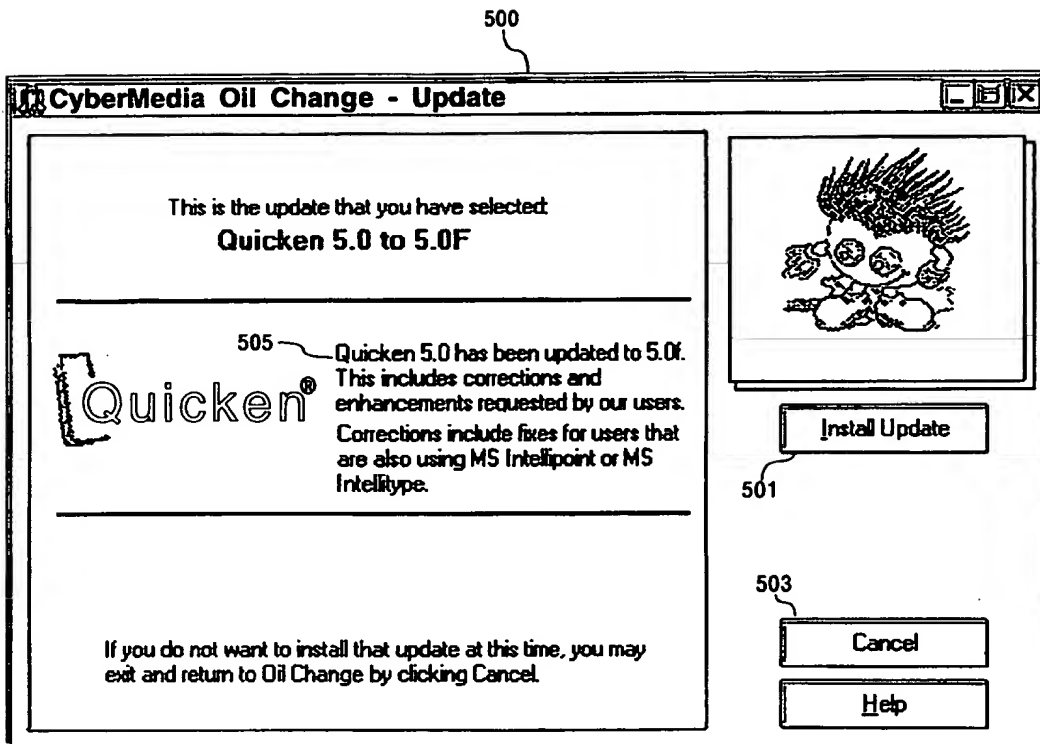 500
CyberMedia Oil Change - Update
This is the update that you have selected:
Quicken 5.0 to 5.0F
505
Quicken®
Quicken 5.0 has been updated to 5.0f.
This includes corrections and
enhancements requested by our users.
Corrections include fixes for users that
are also using MS Intellipoint or MS
Intellitype.
If you do not want to install that update at this time, you may
exit and return to Oil Change by clicking Cancel.
Install Update
501
503
Cancel
Help